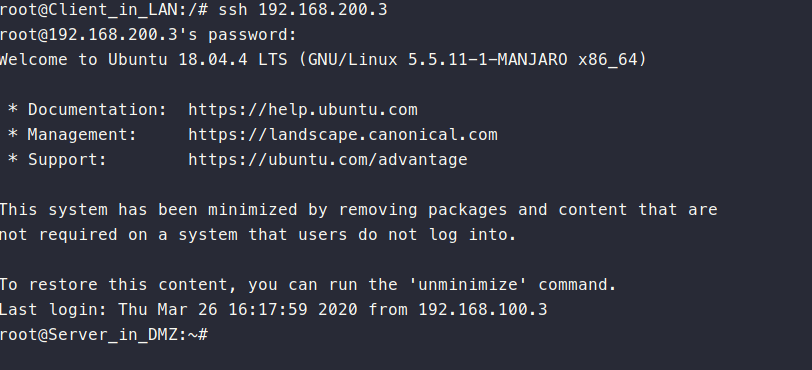 root@Client_in_LAN:/# ssh 192.168.200.3
root@192.168.200.3's password:
Welcome to Ubuntu 18.04.4 LTS (GNU/Linux 5.5.11-1-MANJARO x86_64)
* Documentation:  https://help.ubuntu.com
* Management:     https://landscape.canonical.com
* Support:        https://ubuntu.com/advantage
This system has been minimized by removing packages and content that are
not required on a system that users do not log into.
To restore this content, you can run the 'unminimize' command.
Last login: Thu Mar 26 16:17:59 2020 from 192.168.100.3
root@Server_in_DMZ:~#